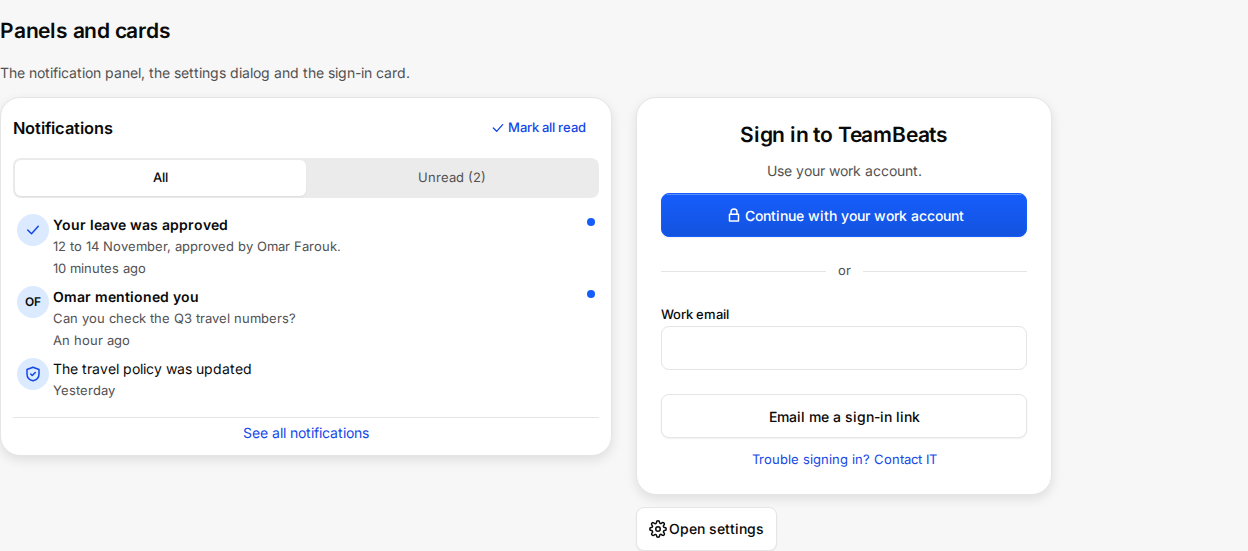 Panels and cards
The notification panel, the settings dialog and the sign-in card.
Notifications
Mark all read
All
Unread (2)
Your leave was approved
12 to 14 November, approved by Omar Farouk.
10 minutes ago
OF
Omar mentioned you
Can you check the Q3 travel numbers?
An hour ago
The travel policy was updated
Yesterday
See all notifications
Sign in to TeamBeats
Use your work account.
Continue with your work account
or
Work email
Email me a sign-in link
Trouble signing in? Contact IT
Open settings